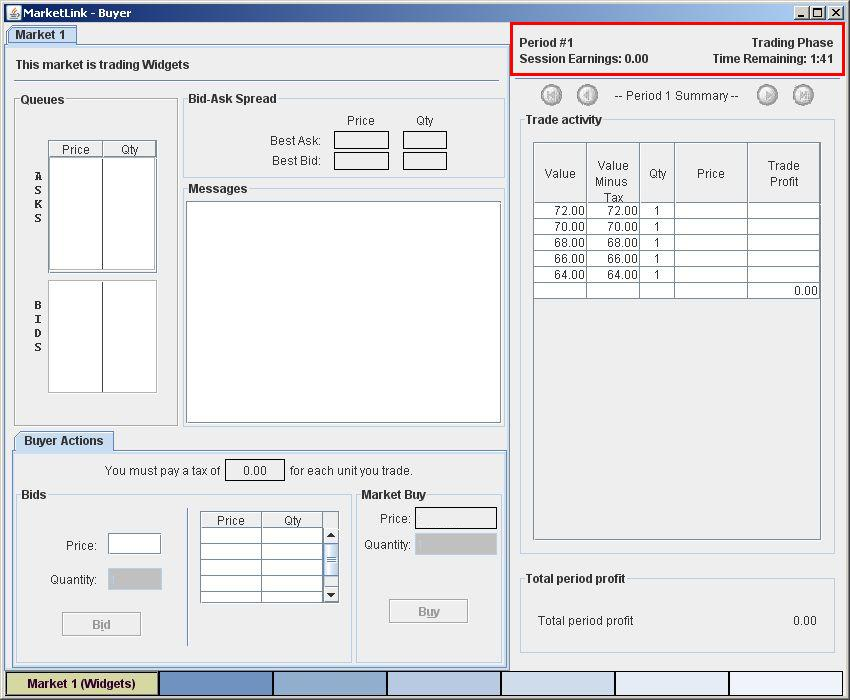 MarketLink - Buyer
Market 1
This market is trading Widgets
Period #1 Trading Phase
Session Earnings: 0.00 Time Remaining: 1:41
Queues
Price Qty
A
S
K
S
B
I
D
S
Bid-Ask Spread
Price Qty
Best Ask:
Best Bid:
Messages
-- Period 1 Summary --
Trade activity
Value Value Minus Tax Qty Price Trade Profit
72.00 72.00 1
70.00 70.00 1
68.00 68.00 1
66.00 66.00 1
64.00 64.00 1
0.00
Buyer Actions
You must pay a tax of 0.00 for each unit you trade.
Bids
Price:
Quantity:
Bid
Price Qty
Market Buy
Price:
Quantity:
Buy
Total period profit
Total period profit 0.00
Market 1 (Widgets)